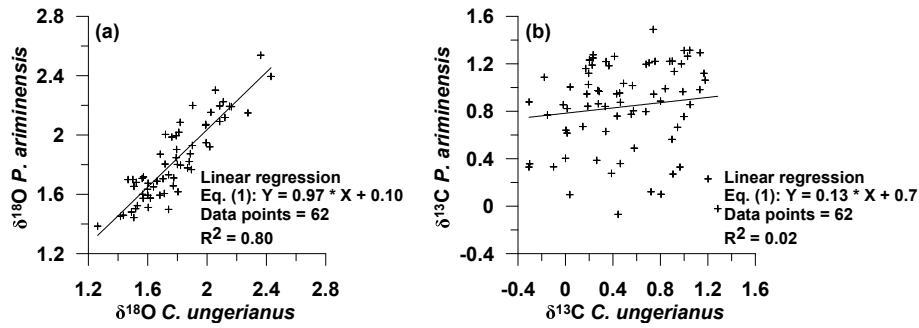 (a)
2.8
2.4
2
1.6
1.2
δ18O P. ariminensis
Linear regression
Eq. (1): Y = 0.97 * X + 0.10
Data points = 62
R2 = 0.80
1.2 1.6 2 2.4 2.8
δ18O C. ungerianus
(b)
1.6
1.2
0.8
0.4
0
-0.4
δ13C P. ariminensis
Linear regression
Eq. (1): Y = 0.13 * X + 0.7
Data points = 62
R2 = 0.02
-0.4 0 0.4 0.8 1.2 1.6
δ13C C. ungerianus